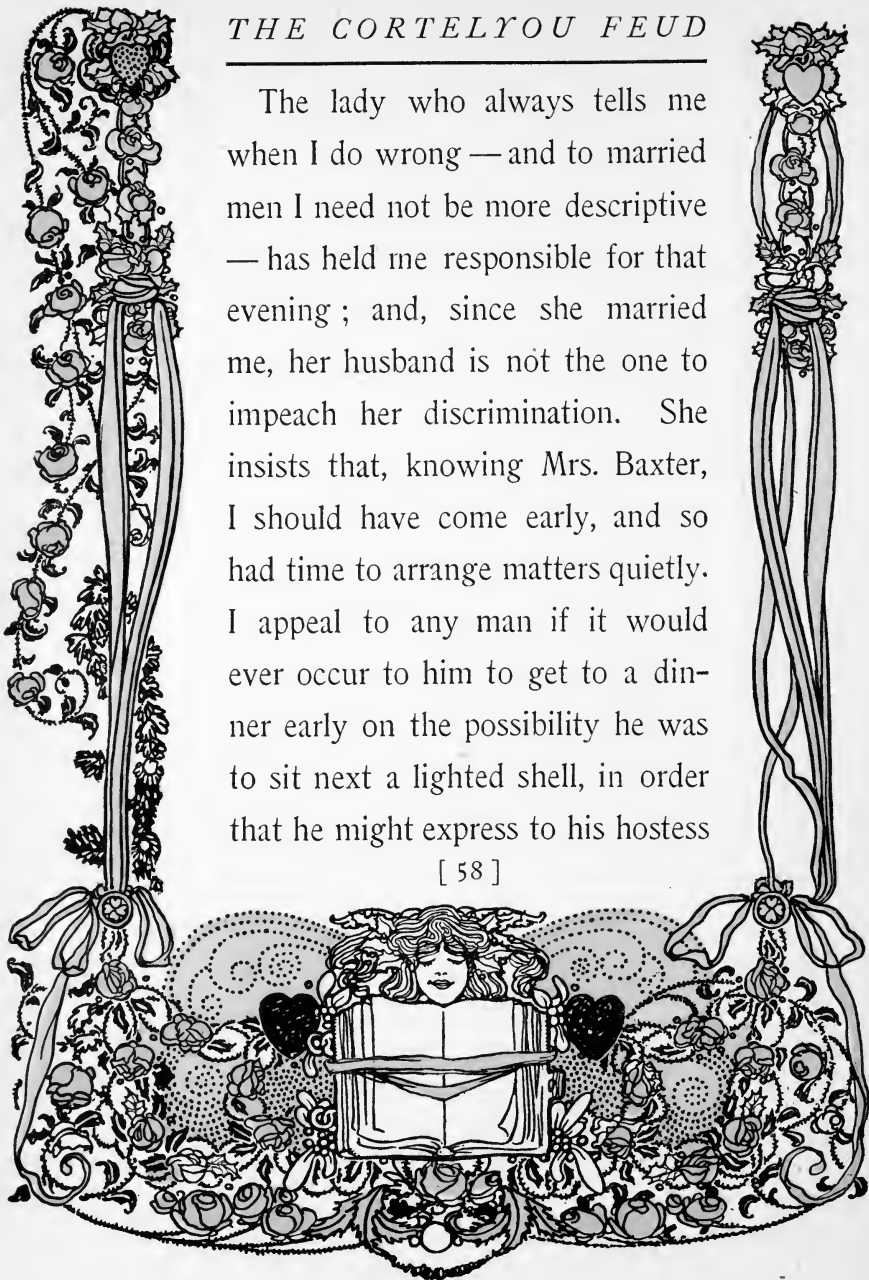 THE CORTELYOU FEUD
The lady who always tells me
when I do wrong — and to married
men I need not be more descriptive
— has held me responsible for that
evening ; and, since she married
me, her husband is not the one to
impeach her discrimination. She
insists that, knowing Mrs. Baxter,
I should have come early, and so
had time to arrange matters quietly.
I appeal to any man if it would
ever occur to him to get to a din-
ner early on the possibility he was
to sit next a lighted shell, in order
that he might express to his hostess
[ 58 ]